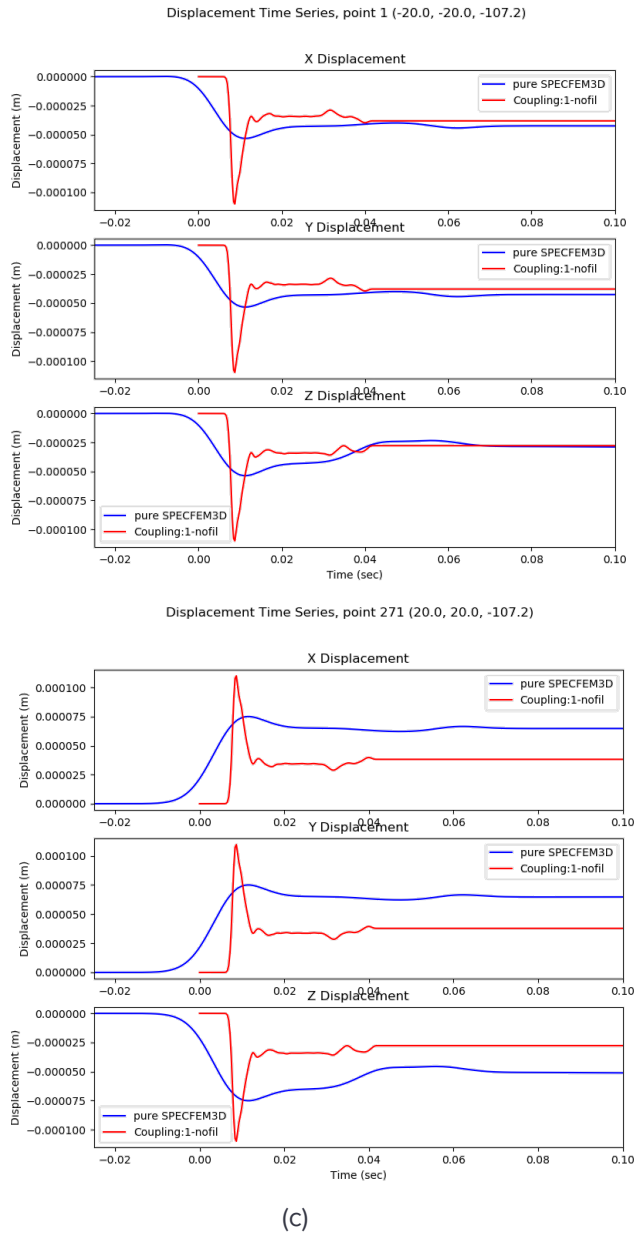 Displacement Time Series, point 1 (-20.0, -20.0, -107.2)
X Displacement
0.000000
−0.000025
−0.000050
−0.000075
−0.000100
Displacement (m)
pure SPECFEM3D
Coupling:1-nofil
−0.02 0.00 0.02 0.04 0.06 0.08 0.10
Y Displacement
0.000000
−0.000025
−0.000050
−0.000075
−0.000100
Displacement (m)
pure SPECFEM3D
Coupling:1-nofil
−0.02 0.00 0.02 0.04 0.06 0.08 0.10
Z Displacement
0.000000
−0.000025
−0.000050
−0.000075
−0.000100
Displacement (m)
pure SPECFEM3D
Coupling:1-nofil
−0.02 0.00 0.02 0.04 0.06 0.08 0.10
Time (sec)
Displacement Time Series, point 271 (20.0, 20.0, -107.2)
X Displacement
0.000100
0.000075
0.000050
0.000025
0.000000
Displacement (m)
pure SPECFEM3D
Coupling:1-nofil
−0.02 0.00 0.02 0.04 0.06 0.08 0.10
Y Displacement
0.000100
0.000075
0.000050
0.000025
0.000000
Displacement (m)
pure SPECFEM3D
Coupling:1-nofil
−0.02 0.00 0.02 0.04 0.06 0.08 0.10
Z Displacement
0.000000
−0.000025
−0.000050
−0.000075
−0.000100
Displacement (m)
pure SPECFEM3D
Coupling:1-nofil
−0.02 0.00 0.02 0.04 0.06 0.08 0.10
Time (sec)
(c)